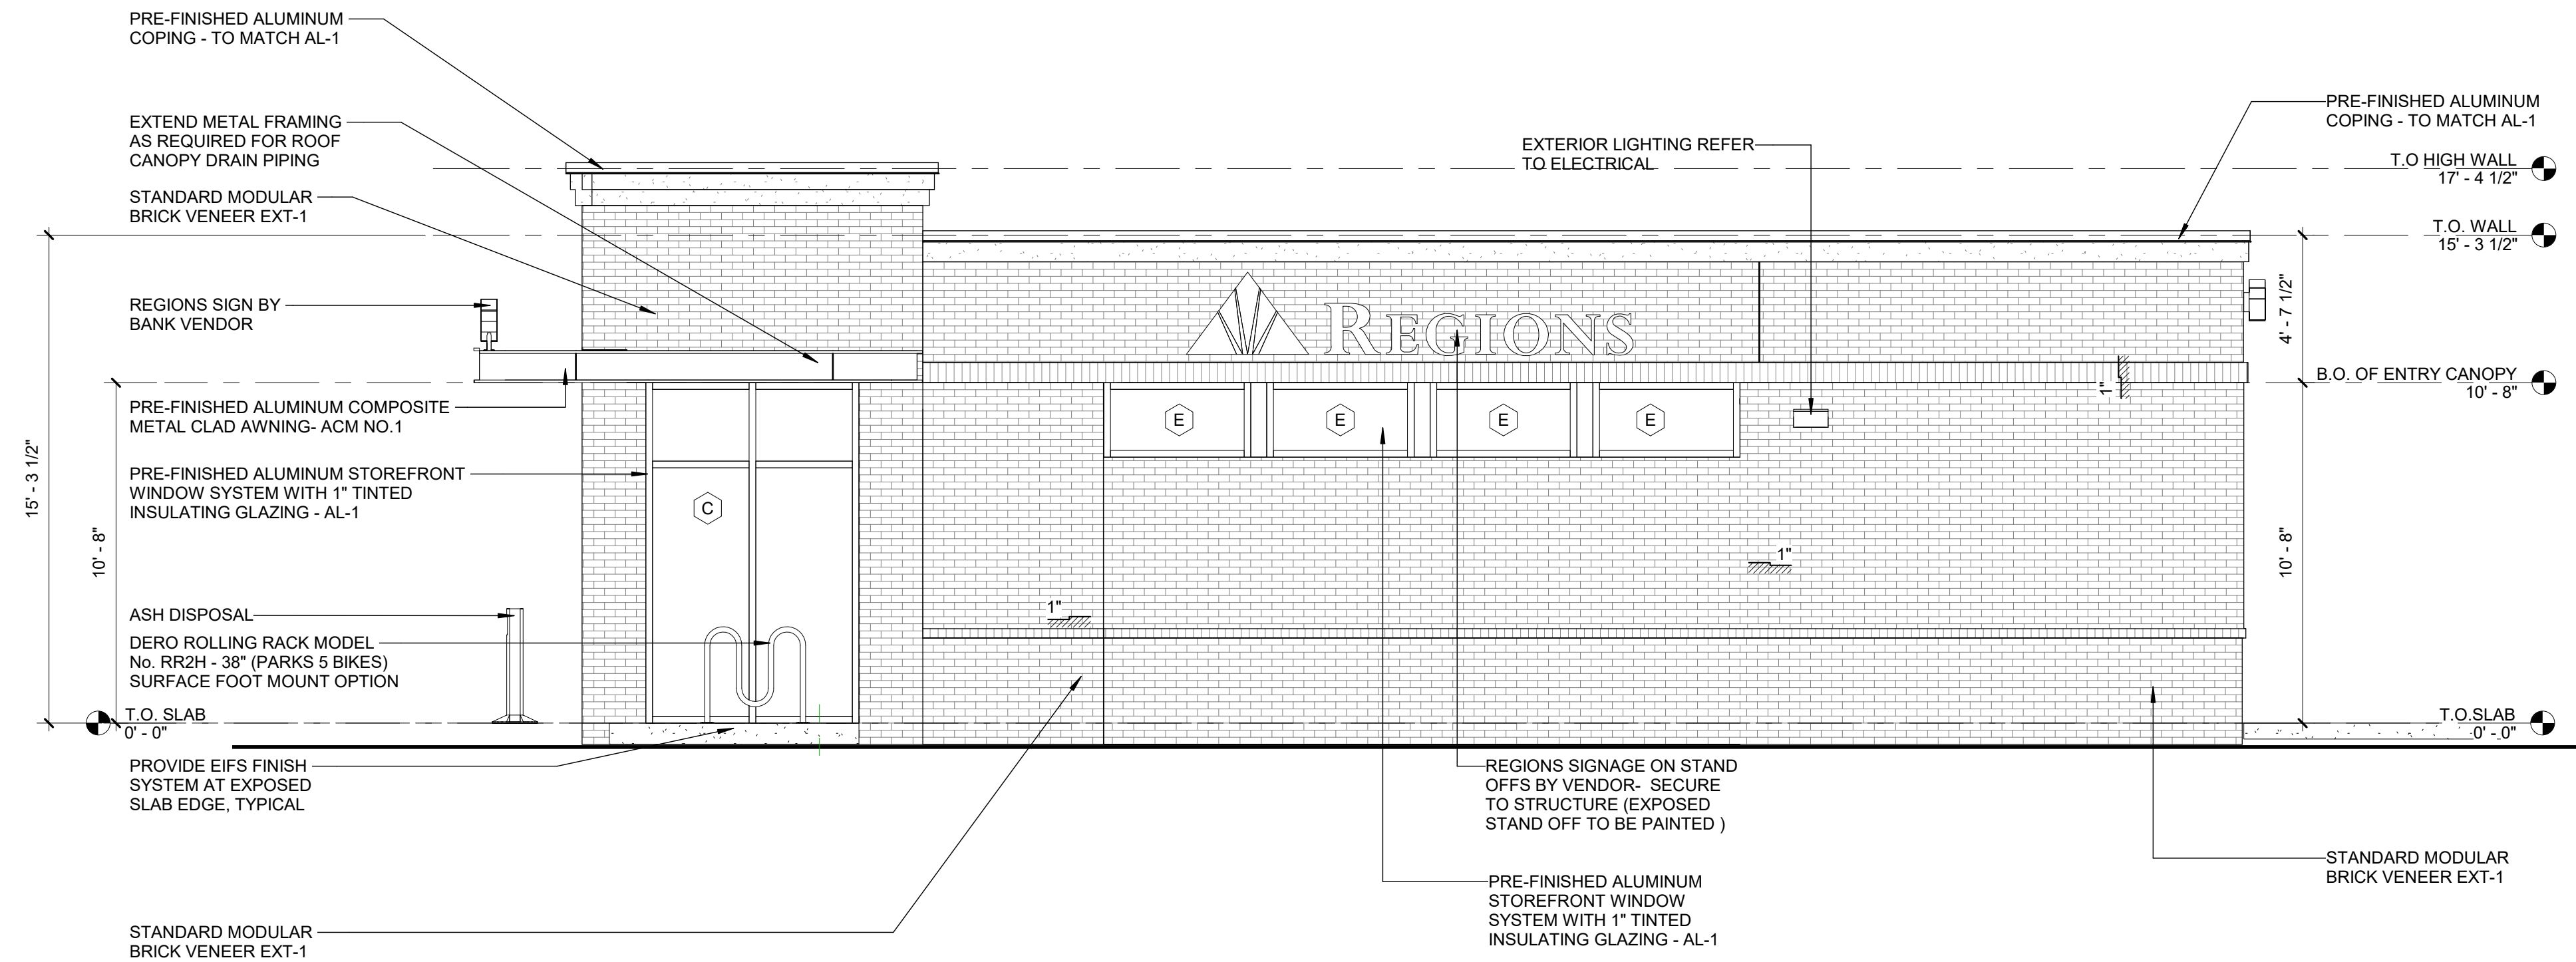 PRE-FINISHED ALUMINUM
COPING - TO MATCH AL-1
EXTEND METAL FRAMING
AS REQUIRED FOR ROOF
CANOPY DRAIN PIPING
STANDARD MODULAR
BRICK VENEER EXT-1
REGIONS SIGN BY
BANK VENDOR
PRE-FINISHED ALUMINUM COMPOSITE
METAL CLAD AWNING- ACM NO.1
PRE-FINISHED ALUMINUM STOREFRONT
WINDOW SYSTEM WITH 1" TINTED
INSULATING GLAZING - AL-1
15' - 3 1/2"
10' - 8"
ASH DISPOSAL
DERO ROLLING RACK MODEL
No. RR2H - 38" (PARKS 5 BIKES)
SURFACE FOOT MOUNT OPTION
T.O. SLAB
0' - 0"
PROVIDE EIFS FINISH
SYSTEM AT EXPOSED
SLAB EDGE, TYPICAL
STANDARD MODULAR
BRICK VENEER EXT-1
C
REGIONS
E
E
E
E
1"
1"
1"
EXTERIOR LIGHTING REFER
TO ELECTRICAL
REGIONS SIGNAGE ON STAND
OFFS BY VENDOR- SECURE
TO STRUCTURE (EXPOSED
STAND OFF TO BE PAINTED )
PRE-FINISHED ALUMINUM
STOREFRONT WINDOW
SYSTEM WITH 1" TINTED
INSULATING GLAZING - AL-1
PRE-FINISHED ALUMINUM
COPING - TO MATCH AL-1
T.O HIGH WALL
17' - 4 1/2"
T.O. WALL
15' - 3 1/2"
4' - 7 1/2"
B.O. OF ENTRY CANOPY
10' - 8"
10' - 8"
T.O.SLAB
0' - 0"
STANDARD MODULAR
BRICK VENEER EXT-1